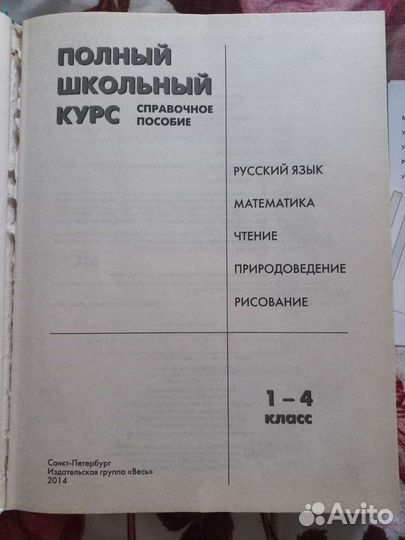 ПОЛНЫЙ
ШКОЛЬНЫЙ
КУРС СПРАВОЧНОЕ
ПОСОБИЕ
РУССКИЙ ЯЗЫК
МАТЕМАТИКА
ЧТЕНИЕ
ПРИРОДОВЕДЕНИЕ
РИСОВАНИЕ
1 – 4
класс
Санкт-Петербург
Издательская группа «Весь»
2014
Avito